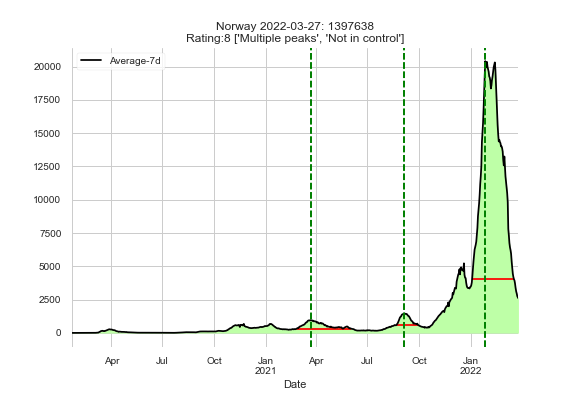 Norway 2022-03-27: 1397638
Rating:8 ['Multiple peaks', 'Not in control']
Average-7d
20000
17500
15000
12500
10000
7500
5000
2500
0
Apr
Jul
Oct
Jan
2021
Apr
Jul
Oct
Jan
2022
Date